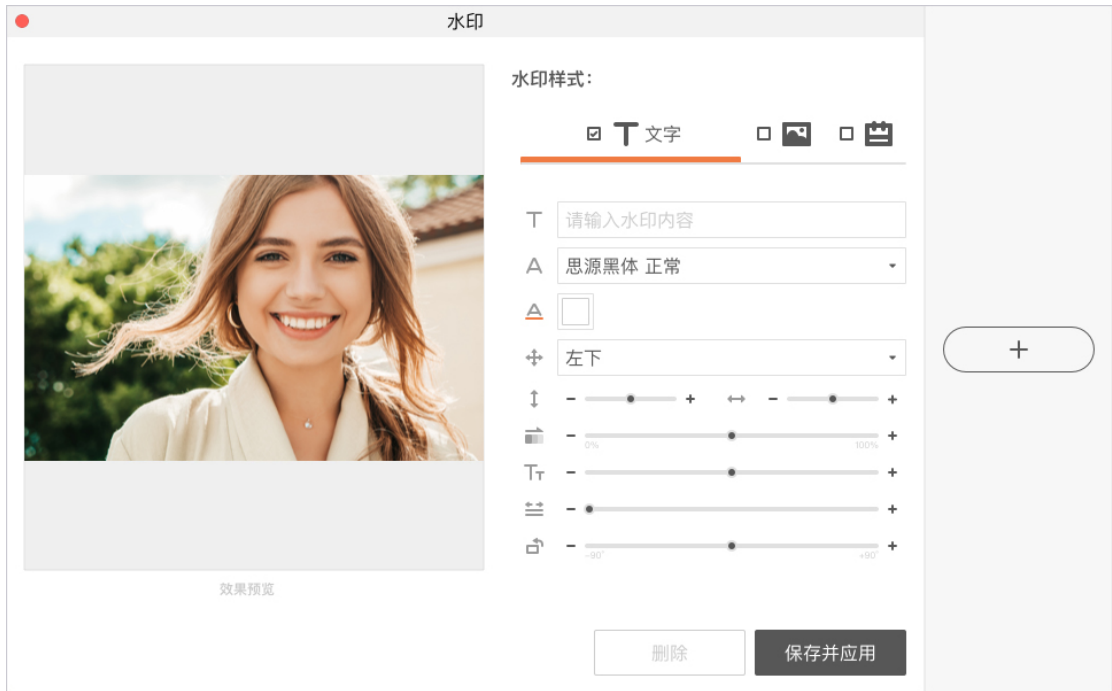 水印
水印样式：
文字
请输入水印内容
思源黑体 正常
左下
0% 100%
-90° +90°
效果预览
删除 保存并应用